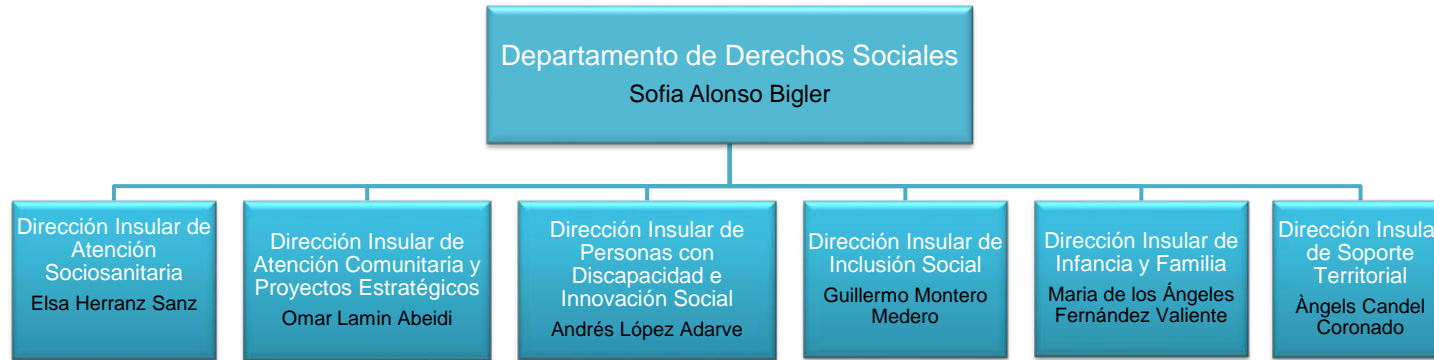 Departamento de Derechos Sociales
Sofia Alonso Bigler
Dirección Insular de
Atención
Sociosanitaria
Elsa Herranz Sanz
Dirección Insular de
Atención Comunitaria y
Proyectos Estratégicos
Omar Lamin Abeidi
Dirección Insular de
Personas con
Discapacidad e
Innovación Social
Andrés López Adarve
Dirección Insular de
Inclusión Social
Guillermo Montero
Medero
Dirección Insular de
Infancia y Familia
Maria de los Ángeles
Fernández Valiente
Dirección Insular
de Soporte
Territorial
Àngels Candel
Coronado